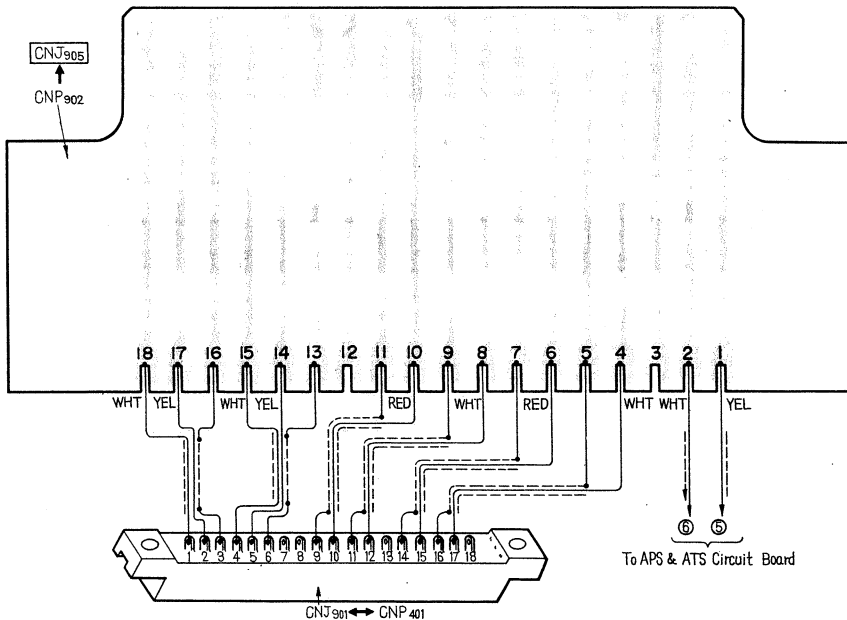 CNJ905
CNP902
18 17 16 15 14 13 12 11 10 9 8 7 6 5 4 3 2 1
WHT YEL WHT YEL RED WHT RED WHT WHT YEL
6 5
1 2 3 4 5 6 7 8 9 10 11 12 13 14 15 16 17 18
To APS & ATS Circuit Board
CNJ901 ↔ CNP401